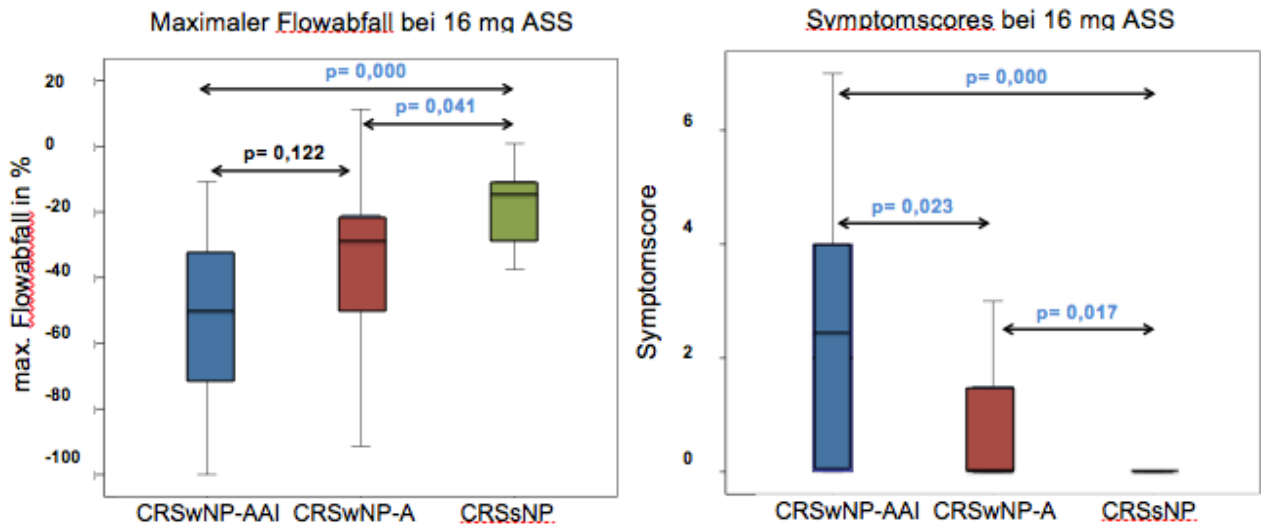 Maximaler Flowabfall bei 16 mg ASS
max. Flowabfall in %
20
0
-20
-40
-60
-80
-100
p= 0,000
p= 0,041
p= 0,122
CRSwNP-AAI CRSwNP-A CRSsNP
Symptomscores bei 16 mg ASS
Symptomscore
6
4
2
0
p= 0,000
p= 0,023
p= 0,017
CRSwNP-AAI CRSwNP-A CRSsNP